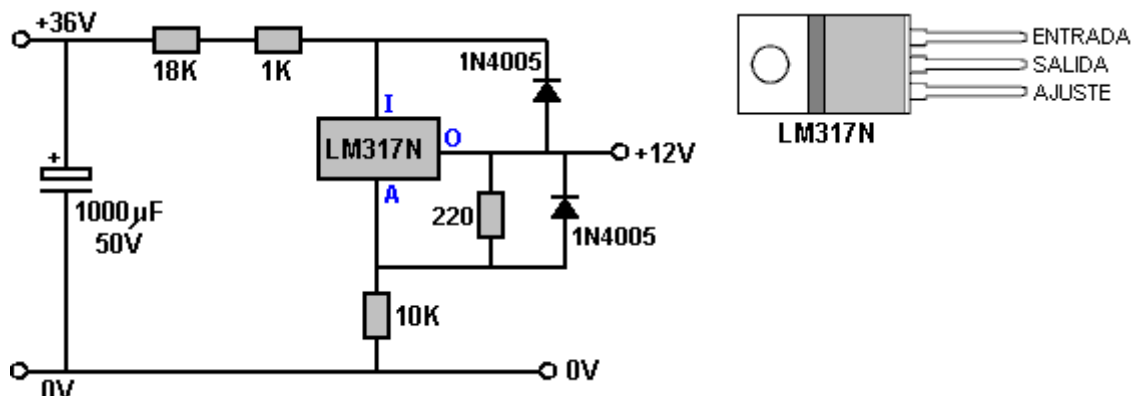 +36V
18K
1K
1N4005
I
O
LM317N
A
+12V
+
1000µF
50V
220
1N4005
10K
0V
0V
ENTRADA
SALIDA
AJUSTE
LM317N